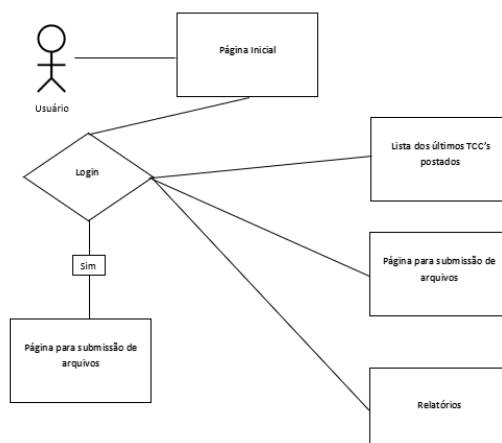 Página Inicial
Usuário
Login
Lista dos últimos TCC's
postados
Sim
Página para submissão de
arquivos
Página para submissão de
arquivos
Relatórios